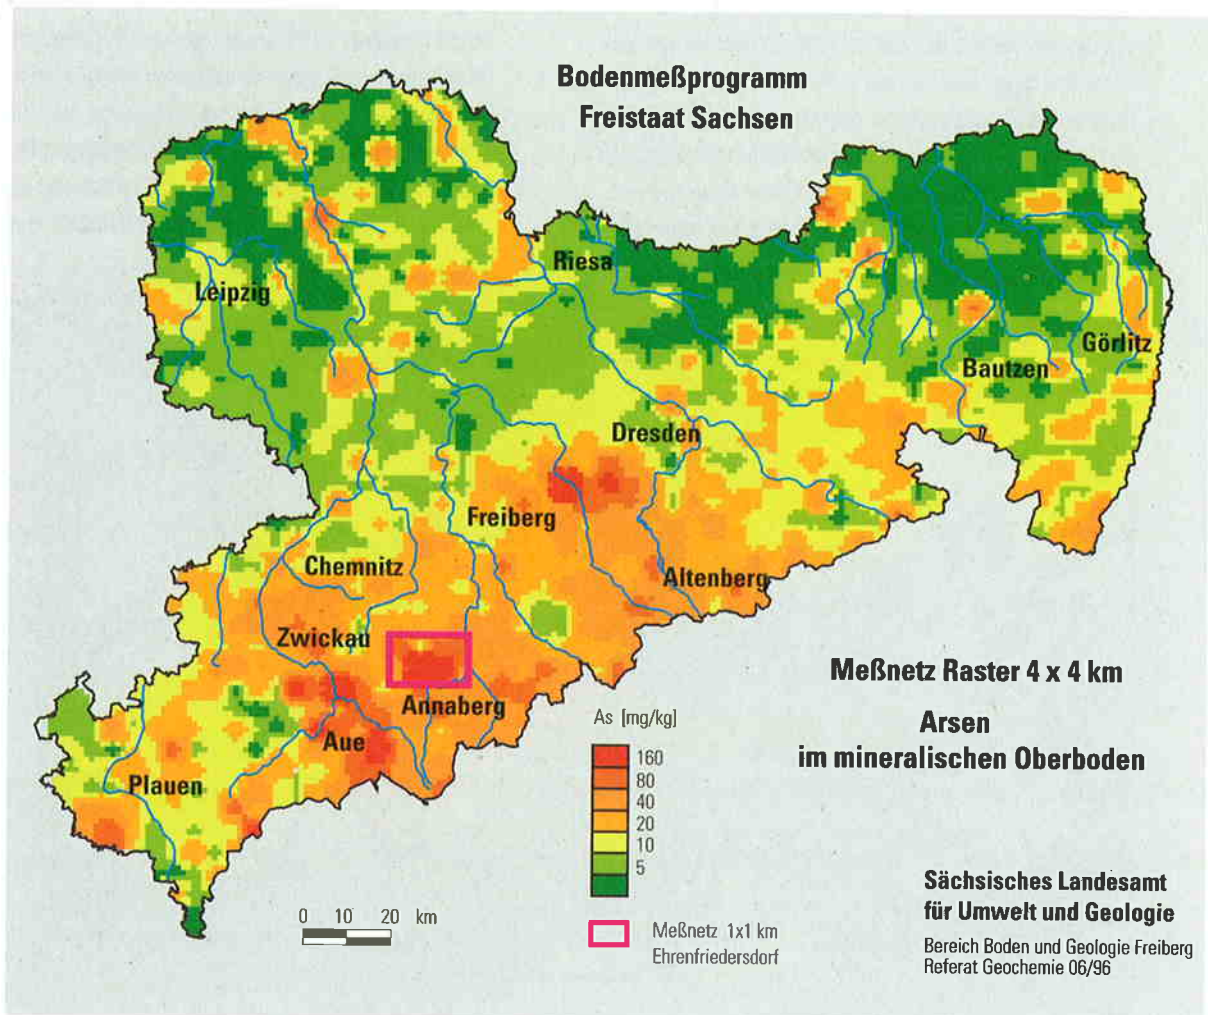 Bodenmeßprogramm
Freistaat Sachsen
Riesa
Leipzig
Görlitz
Bautzen
Dresden
Freiberg
Chemnitz
Altenberg
Zwickau
Annaberg
Aue
Plauen
Meßnetz Raster 4 x 4 km
Arsen
im mineralischen Oberboden
As [mg/kg]
160
80
40
20
10
5
0 10 20 km
Meßnetz 1x1 km
Ehrenfriedersdorf
Sächsisches Landesamt
für Umwelt und Geologie
Bereich Boden und Geologie Freiberg
Referat Geochemie 06/96